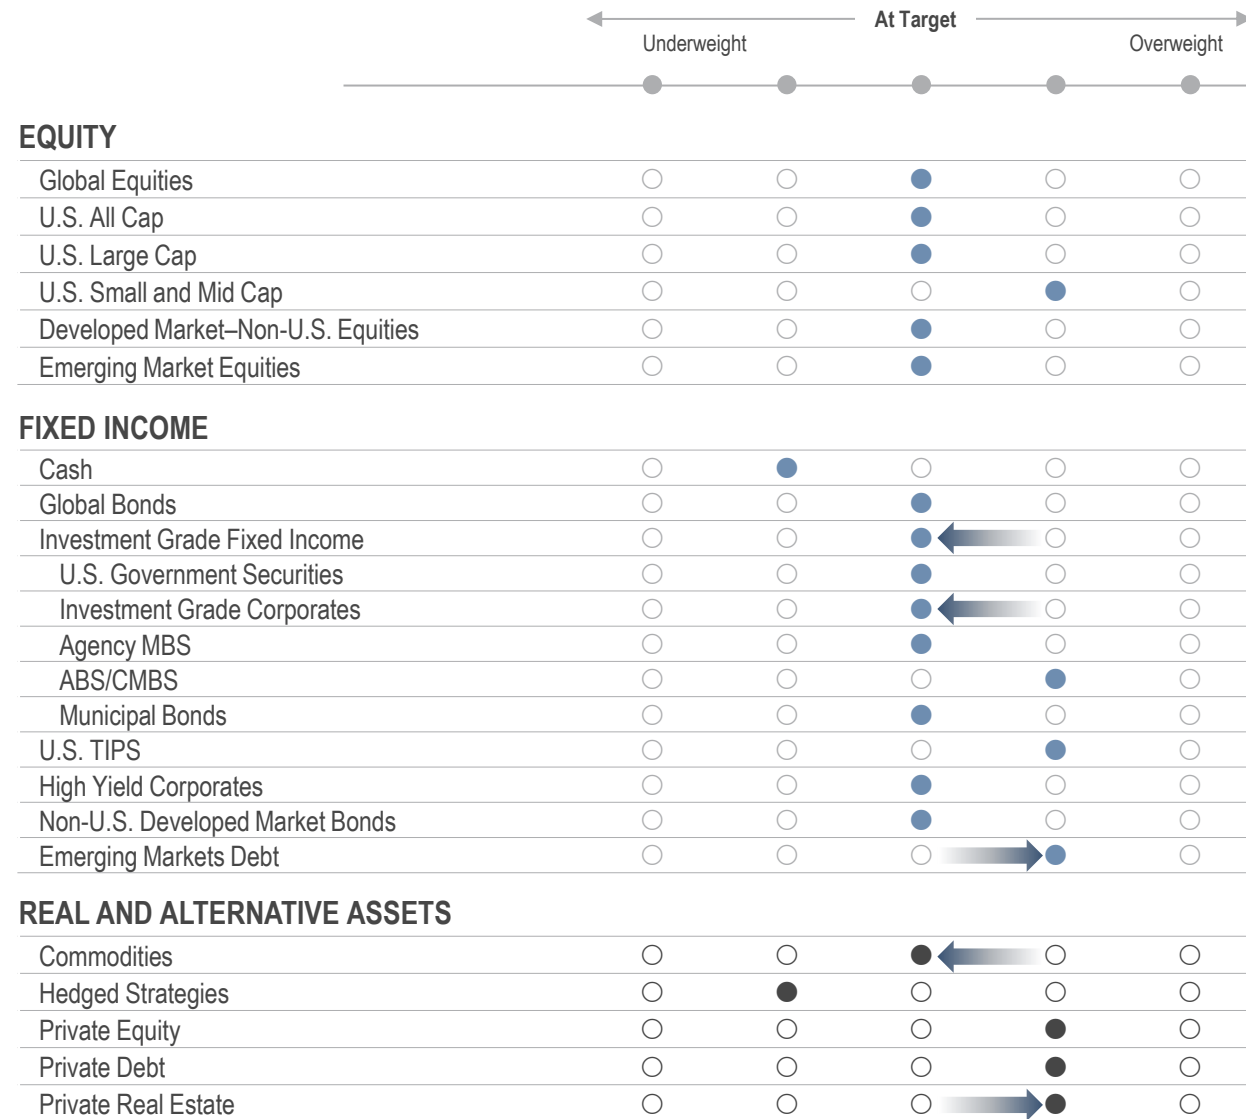 At Target
Underweight Overweight
EQUITY
Global Equities
U.S. All Cap
U.S. Large Cap
U.S. Small and Mid Cap
Developed Market–Non-U.S. Equities
Emerging Market Equities
FIXED INCOME
Cash
Global Bonds
Investment Grade Fixed Income
U.S. Government Securities
Investment Grade Corporates
Agency MBS
ABS/CMBS
Municipal Bonds
U.S. TIPS
High Yield Corporates
Non-U.S. Developed Market Bonds
Emerging Markets Debt
REAL AND ALTERNATIVE ASSETS
Commodities
Hedged Strategies
Private Equity
Private Debt
Private Real Estate